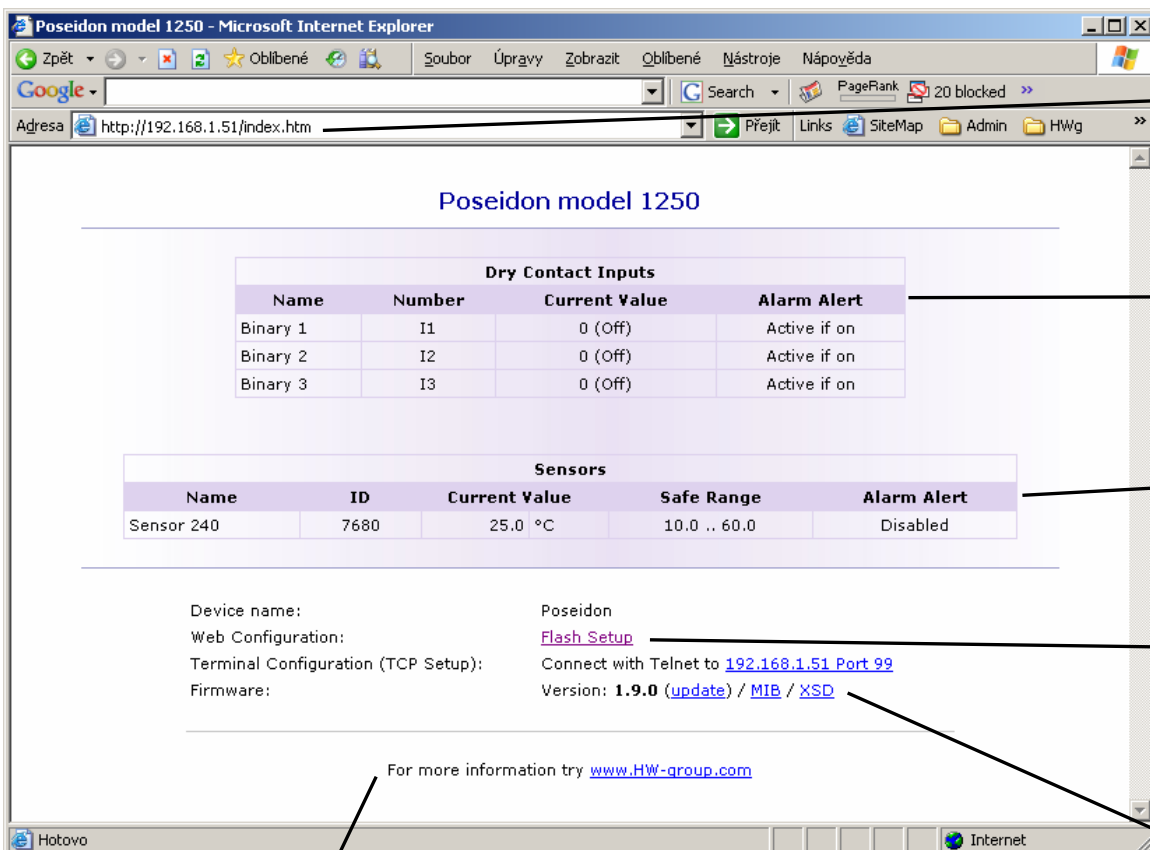 Poseidon model 1250 - Microsoft Internet Explorer
Zpět Oblíbené Soubor Úpravy Zobrazit Oblíbené Nástroje Nápověda
Google Search PageRank 20 blocked »
Adresa http://192.168.1.51/index.htm Přejít Links SiteMap Admin HWg »
Poseidon model 1250
Dry Contact Inputs
Name Number Current Value Alarm Alert
Binary 1 I1 0 (Off) Active if on
Binary 2 I2 0 (Off) Active if on
Binary 3 I3 0 (Off) Active if on
Sensors
Name ID Current Value Safe Range Alarm Alert
Sensor 240 7680 25.0 °C 10.0 .. 60.0 Disabled
Device name: Poseidon
Web Configuration: Flash Setup
Terminal Configuration (TCP Setup): Connect with Telnet to 192.168.1.51 Port 99
Firmware: Version: 1.9.0 (update) / MIB / XSD
For more information try www.HW-group.com
Hotovo Internet